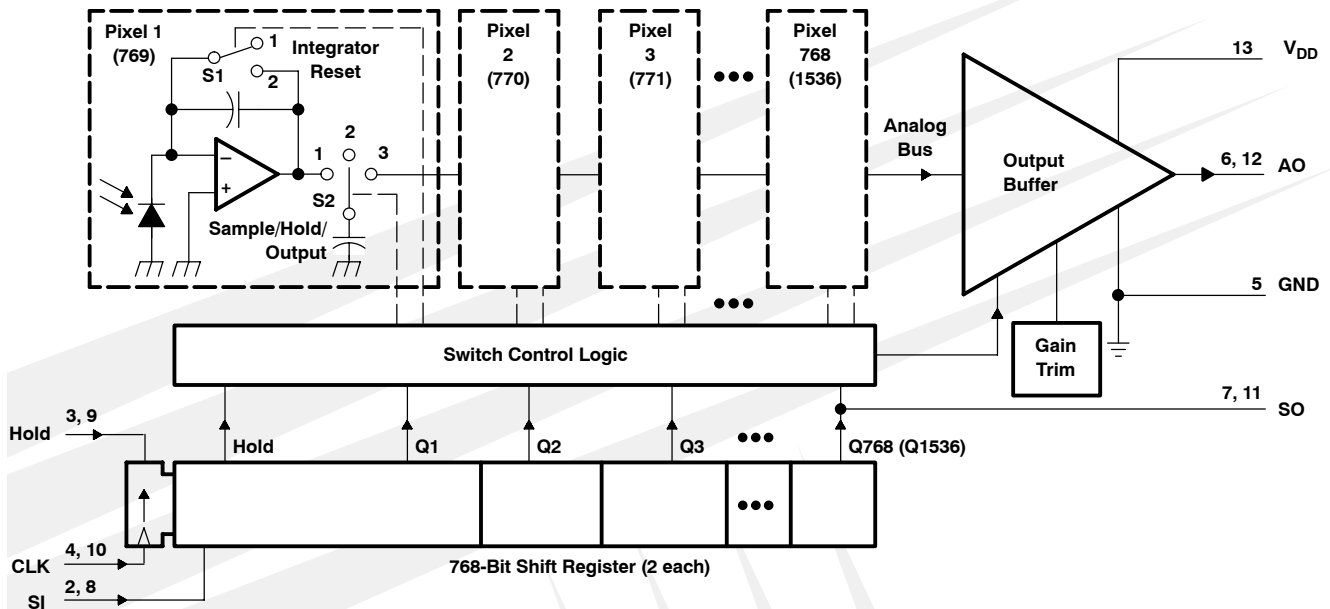 Pixel 1
(769)
1
Integrator
Reset
S1
2
−
+
1
2
3
S2
Sample/Hold/
Output
Pixel
2
(770)
Pixel
3
(771)
Pixel
768
(1536)
Analog
Bus
Output
Buffer
13
VDD
6, 12
AO
5
GND
Gain
Trim
Switch Control Logic
7, 11
SO
3, 9
Hold
Hold
Q1
Q2
Q3
Q768 (Q1536)
4, 10
CLK
2, 8
SI
768-Bit Shift Register (2 each)